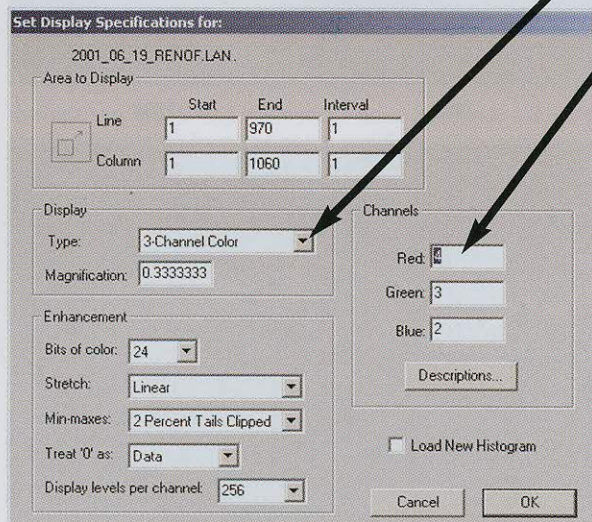 Set Display Specifications for:
2001_06_19_RENOF.LAN.
Area to Display
Start End Interval
Line 1 970 1
Column 1 1060 1
Display
Type: 3-Channel Color
Magnification: 0.3333333
Channels
Red: 4
Green: 3
Blue: 2
Descriptions...
Enhancement
Bits of color: 24
Stretch: Linear
Min-maxes: 2 Percent Tails Clipped
Treat '0' as: Data
Display levels per channel: 256
Load New Histogram
Cancel OK